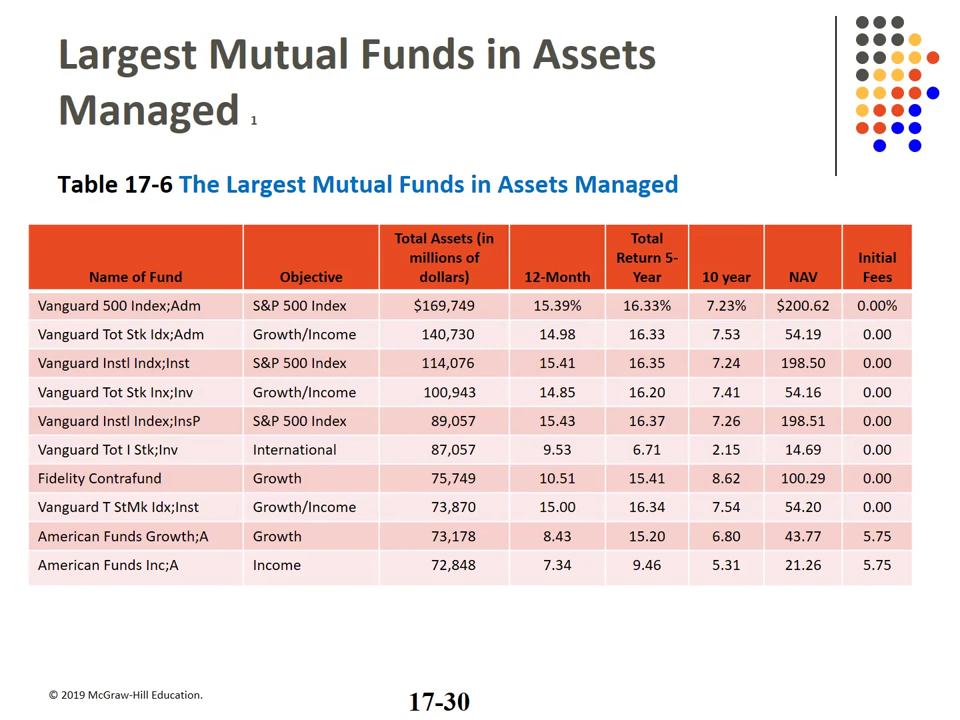 Largest Mutual Funds in Assets
Managed 1
Table 17-6 The Largest Mutual Funds in Assets Managed
Name of Fund Objective Total Assets (in millions of dollars) 12-Month Total Return 5-Year 10 year NAV Initial Fees
Vanguard 500 Index;Adm S&P 500 Index $169,749 15.39% 16.33% 7.23% $200.62 0.00%
Vanguard Tot Stk Idx;Adm Growth/Income 140,730 14.98 16.33 7.53 54.19 0.00
Vanguard Instl Indx;Inst S&P 500 Index 114,076 15.41 16.35 7.24 198.50 0.00
Vanguard Tot Stk Inx;Inv Growth/Income 100,943 14.85 16.20 7.41 54.16 0.00
Vanguard Instl Index;InsP S&P 500 Index 89,057 15.43 16.37 7.26 198.51 0.00
Vanguard Tot I Stk;Inv International 87,057 9.53 6.71 2.15 14.69 0.00
Fidelity Contrafund Growth 75,749 10.51 15.41 8.62 100.29 0.00
Vanguard T StMk Idx;Inst Growth/Income 73,870 15.00 16.34 7.54 54.20 0.00
American Funds Growth;A Growth 73,178 8.43 15.20 6.80 43.77 5.75
American Funds Inc;A Income 72,848 7.34 9.46 5.31 21.26 5.75
© 2019 McGraw-Hill Education.
17-30